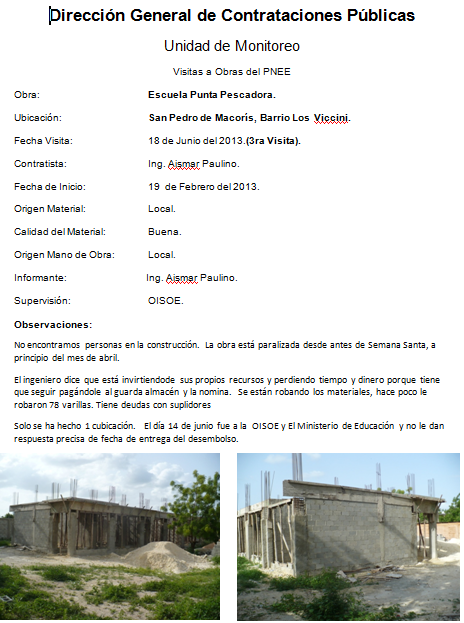 Dirección General de Contrataciones Públicas
Unidad de Monitoreo
Visitas a Obras del PNEE
Obra: Escuela Punta Pescadora.
Ubicación: San Pedro de Macorís, Barrio Los Viccini.
Fecha Visita: 18 de Junio del 2013.(3ra Visita).
Contratista: Ing. Aismar Paulino.
Fecha de Inicio: 19 de Febrero del 2013.
Origen Material: Local.
Calidad del Material: Buena.
Origen Mano de Obra: Local.
Informante: Ing. Aismar Paulino.
Supervisión: OISOE.
Observaciones:
No encontramos personas en la construcción. La obra está paralizada desde antes de Semana Santa, a
principio del mes de abril.
El ingeniero dice que está invirtiendode sus propios recursos y perdiendo tiempo y dinero porque tiene
que seguir pagándole al guarda almacén y la nomina. Se están robando los materiales, hace poco le
robaron 78 varillas. Tiene deudas con suplidores
Solo se ha hecho 1 cubicación. El día 14 de junio fue a la OISOE y El Ministerio de Educación y no le dan
respuesta precisa de fecha de entrega del desembolso.